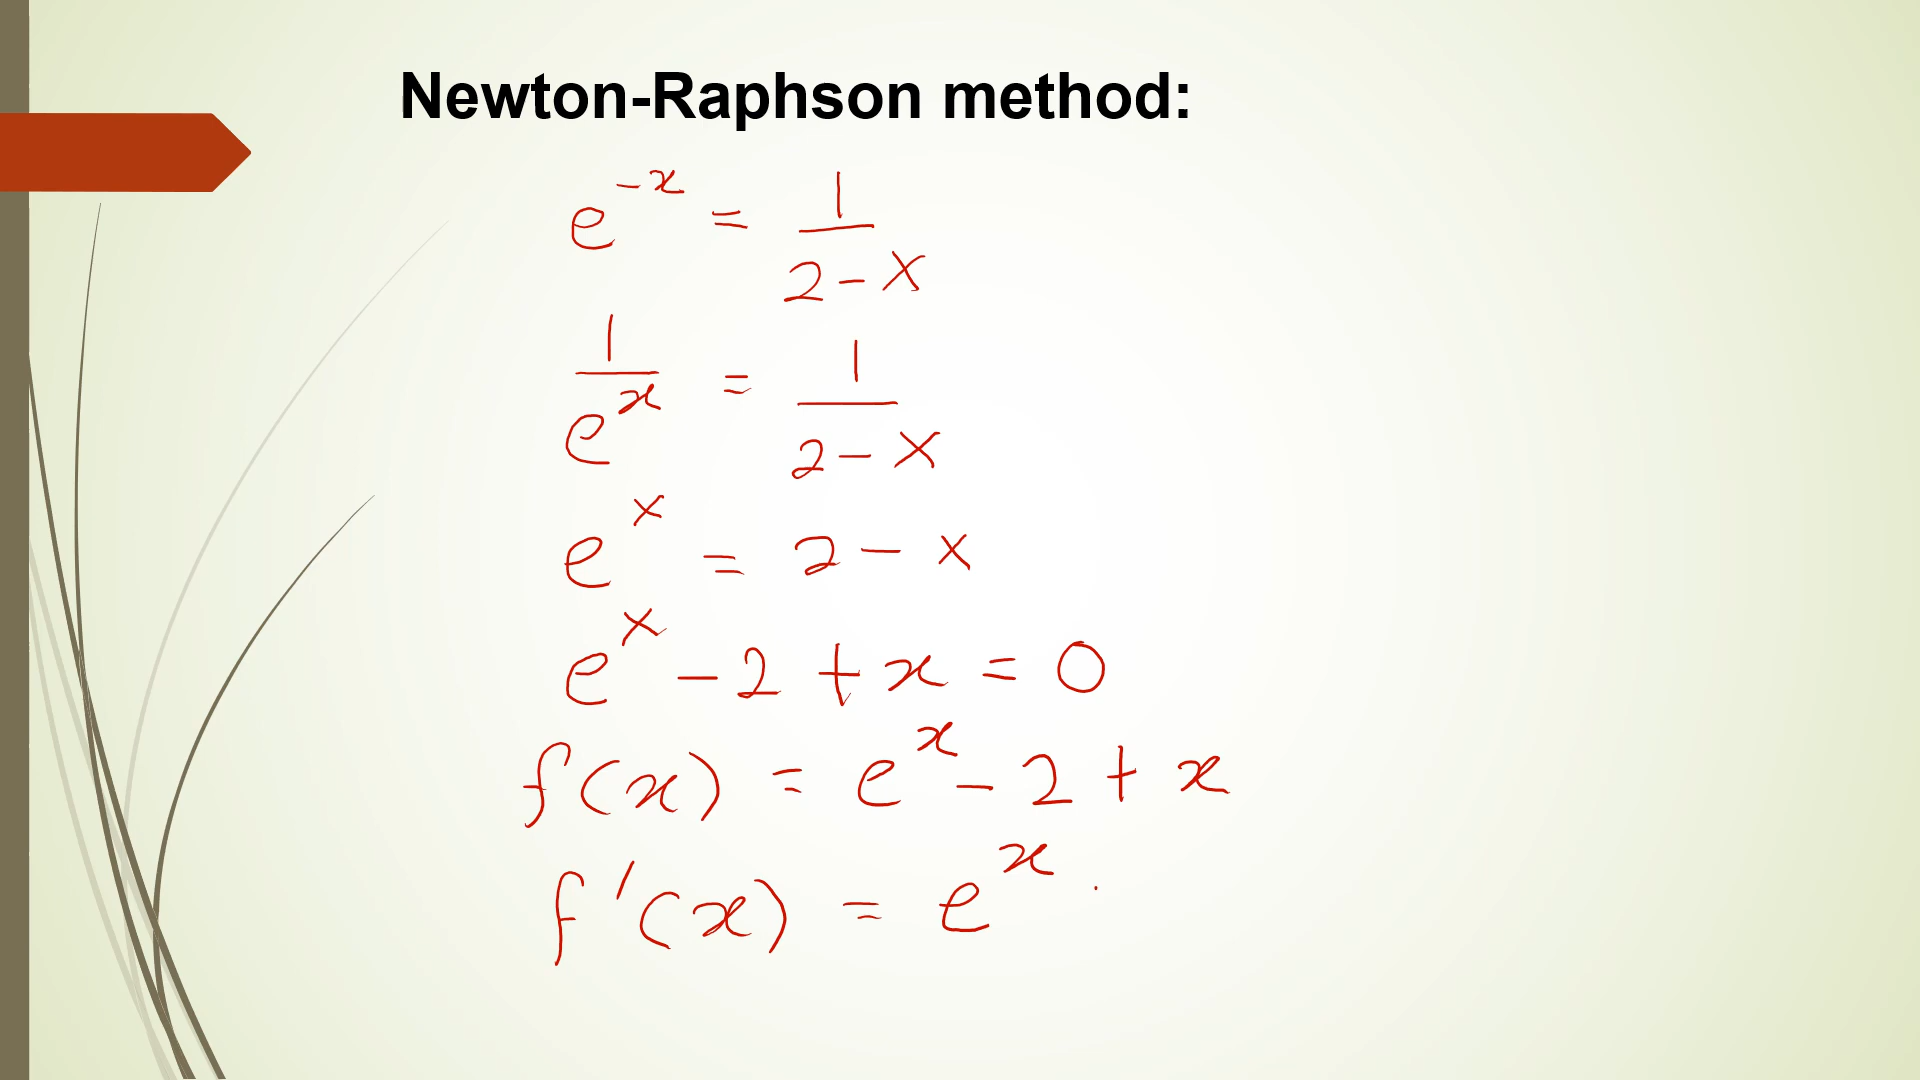 Newton-Raphson method:
e^{-x} = 1/(2-x)
1/e^x = 1/(2-x)
e^x = 2-x
e^x - 2 + x = 0
f(x) = e^x - 2 + x
f'(x) = e^x